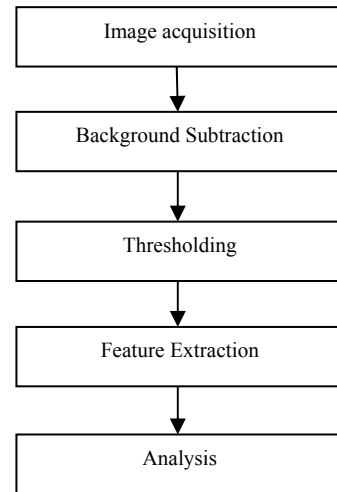 Image acquisition
Background Subtraction
Thresholding
Feature Extraction
Analysis